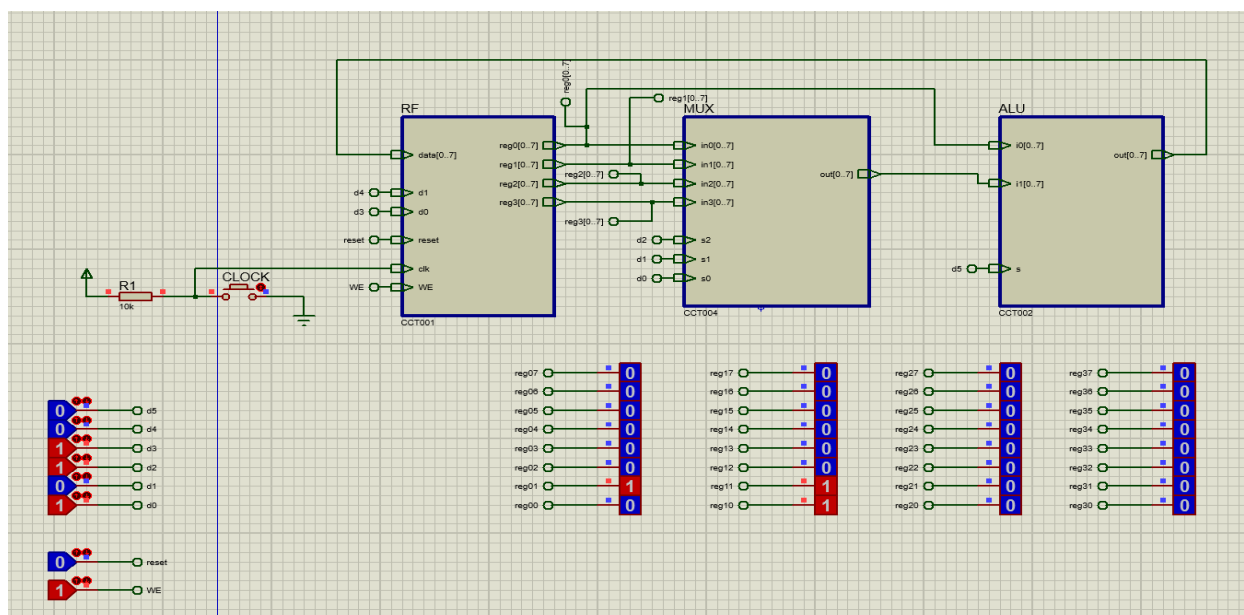 reg0[0..7]
reg1[0..7]
RF
MUX
ALU
data[0..7]
d4 d1
d3 d0
reset reset
clk
WE WE
CCT001
reg0[0..7]
reg1[0..7]
reg2[0..7]
reg3[0..7]
reg2[0..7]
reg3[0..7]
in0[0..7]
in1[0..7]
in2[0..7]
in3[0..7]
d2 s2
d1 s1
d0 s0
out[0..7]
CCT004
i0[0..7]
i1[0..7]
d5 s
out[0..7]
CCT002
R1
10k
CLOCK
0 d5
0 d4
1 d3
1 d2
0 d1
1 d0
0 reset
1 WE
reg07 0
reg06 0
reg05 0
reg04 0
reg03 0
reg02 0
reg01 1
reg00 0
reg17 0
reg16 0
reg15 0
reg14 0
reg13 0
reg12 0
reg11 1
reg10 1
reg27 0
reg26 0
reg25 0
reg24 0
reg23 0
reg22 0
reg21 0
reg20 0
reg37 0
reg36 0
reg35 0
reg34 0
reg33 0
reg32 0
reg31 0
reg30 0